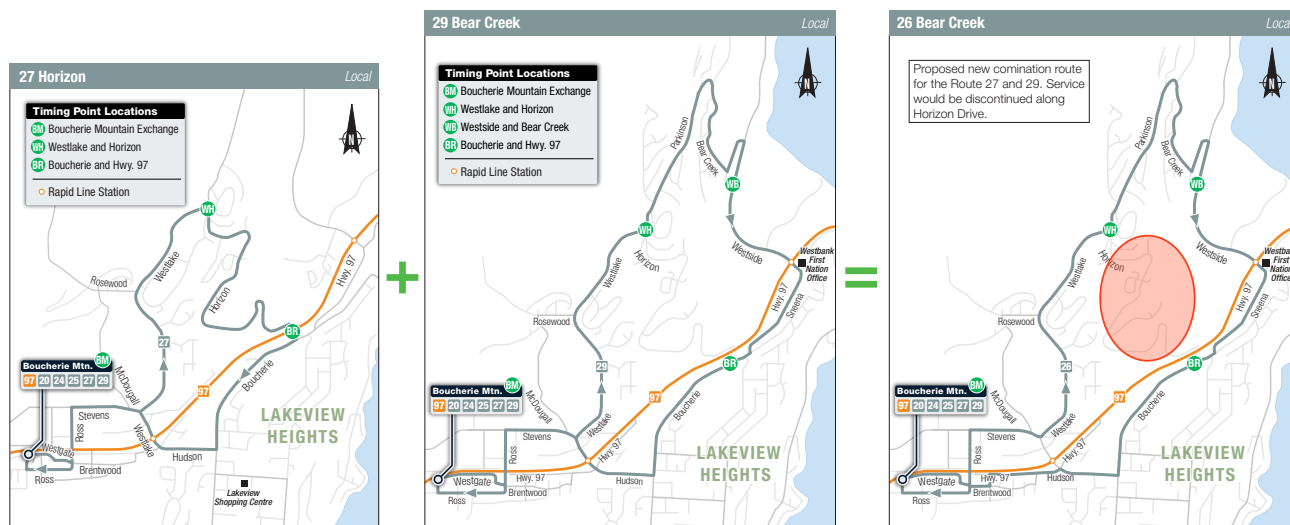 27 Horizon
Local
Timing Point Locations
BM Boucherie Mountain Exchange
WH Westlake and Horizon
BR Boucherie and Hwy. 97
Rapid Line Station
N
WH
Westlake
Horizon
Rosewood
Hwy. 97
BR
27
Boucherie
BM
Boucherie Mtn.
97 20 24 25 27 29
McDougall
97
Stevens
Ross
Westlake
LAKEVIEW
HEIGHTS
Westgate
Hudson
Brentwood
Ross
Lakeview
Shopping Centre
+
29 Bear Creek
Local
Timing Point Locations
BM Boucherie Mountain Exchange
WH Westlake and Horizon
WB Westside and Bear Creek
BR Boucherie and Hwy. 97
Rapid Line Station
N
Parkinson
Bear Creek
WB
WH
Westside
Horizon
Westbank
First
Nation
Office
Westlake
Hwy. 97
Sneena
Rosewood
BR
29
Boucherie
BM
Boucherie Mtn.
97 20 24 25 27 29
McDougall
97
Stevens
Westlake
Ross
Hwy. 97
LAKEVIEW
HEIGHTS
Westgate
Hwy. 97
Hudson
Brentwood
Ross
=
26 Bear Creek
Local
Proposed new comination route
for the Route 27 and 29. Service
would be discontinued along
Horizon Drive.
N
Parkinson
Bear Creek
WB
WH
Westside
Horizon
Westbank
First
Nation
Office
Westlake
Hwy. 97
Sneena
Rosewood
BR
26
Boucherie
BM
Boucherie Mtn.
97 20 24 25 27 29
McDougall
97
Stevens
Westlake
Ross
Hwy. 97
LAKEVIEW
HEIGHTS
Westgate
Hwy. 97
Hudson
Brentwood
Ross